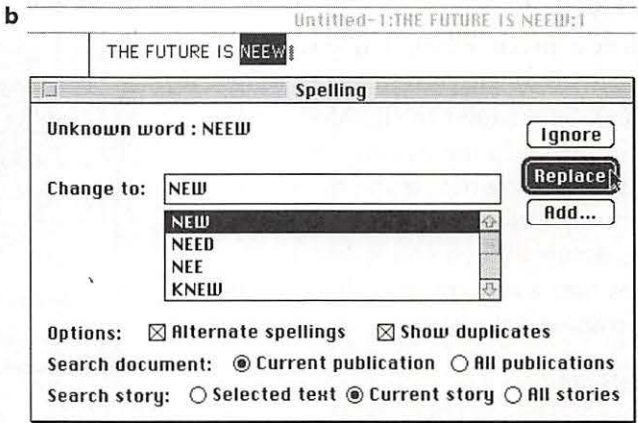 b
Untitled-1:THE FUTURE IS NEEW:1
THE FUTURE IS NEEW
Spelling
Unknown word : NEEW
Ignore
Replace
Change to: NEW
Add...
NEW
NEED
NEE
KNEW
Options: Alternate spellings Show duplicates
Search document: Current publication All publications
Search story: Selected text Current story All stories